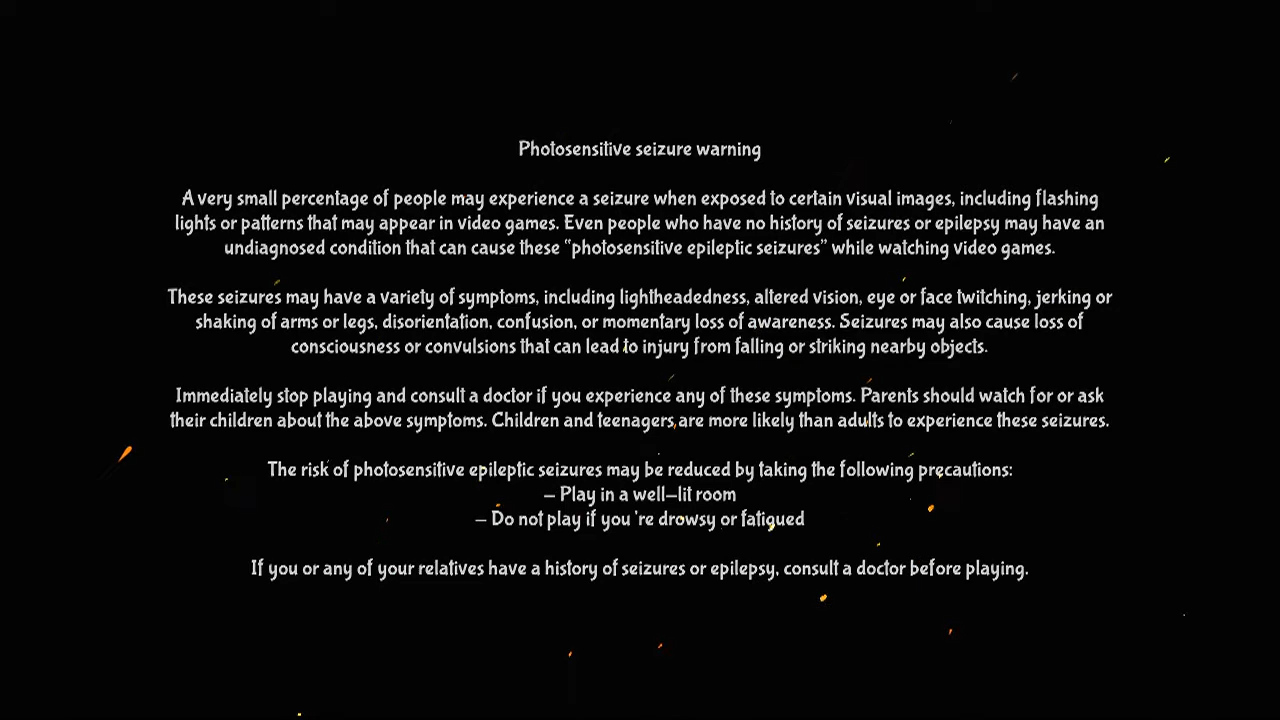 Photosensitive seizure warning
A very small percentage of people may experience a seizure when exposed to certain visual images, including flashing
lights or patterns that may appear in video games. Even people who have no history of seizures or epilepsy may have an
undiagnosed condition that can cause these “photosensitive epileptic seizures” while watching video games.
These seizures may have a variety of symptoms, including lightheadedness, altered vision, eye or face twitching, jerking or
shaking of arms or legs, disorientation, confusion, or momentary loss of awareness. Seizures may also cause loss of
consciousness or convulsions that can lead to injury from falling or striking nearby objects.
Immediately stop playing and consult a doctor if you experience any of these symptoms. Parents should watch for or ask
their children about the above symptoms. Children and teenagers are more likely than adults to experience these seizures.
The risk of photosensitive epileptic seizures may be reduced by taking the following precautions:
– Play in a well–lit room
– Do not play if you 're drowsy or fatigued
If you or any of your relatives have a history of seizures or epilepsy, consult a doctor before playing.